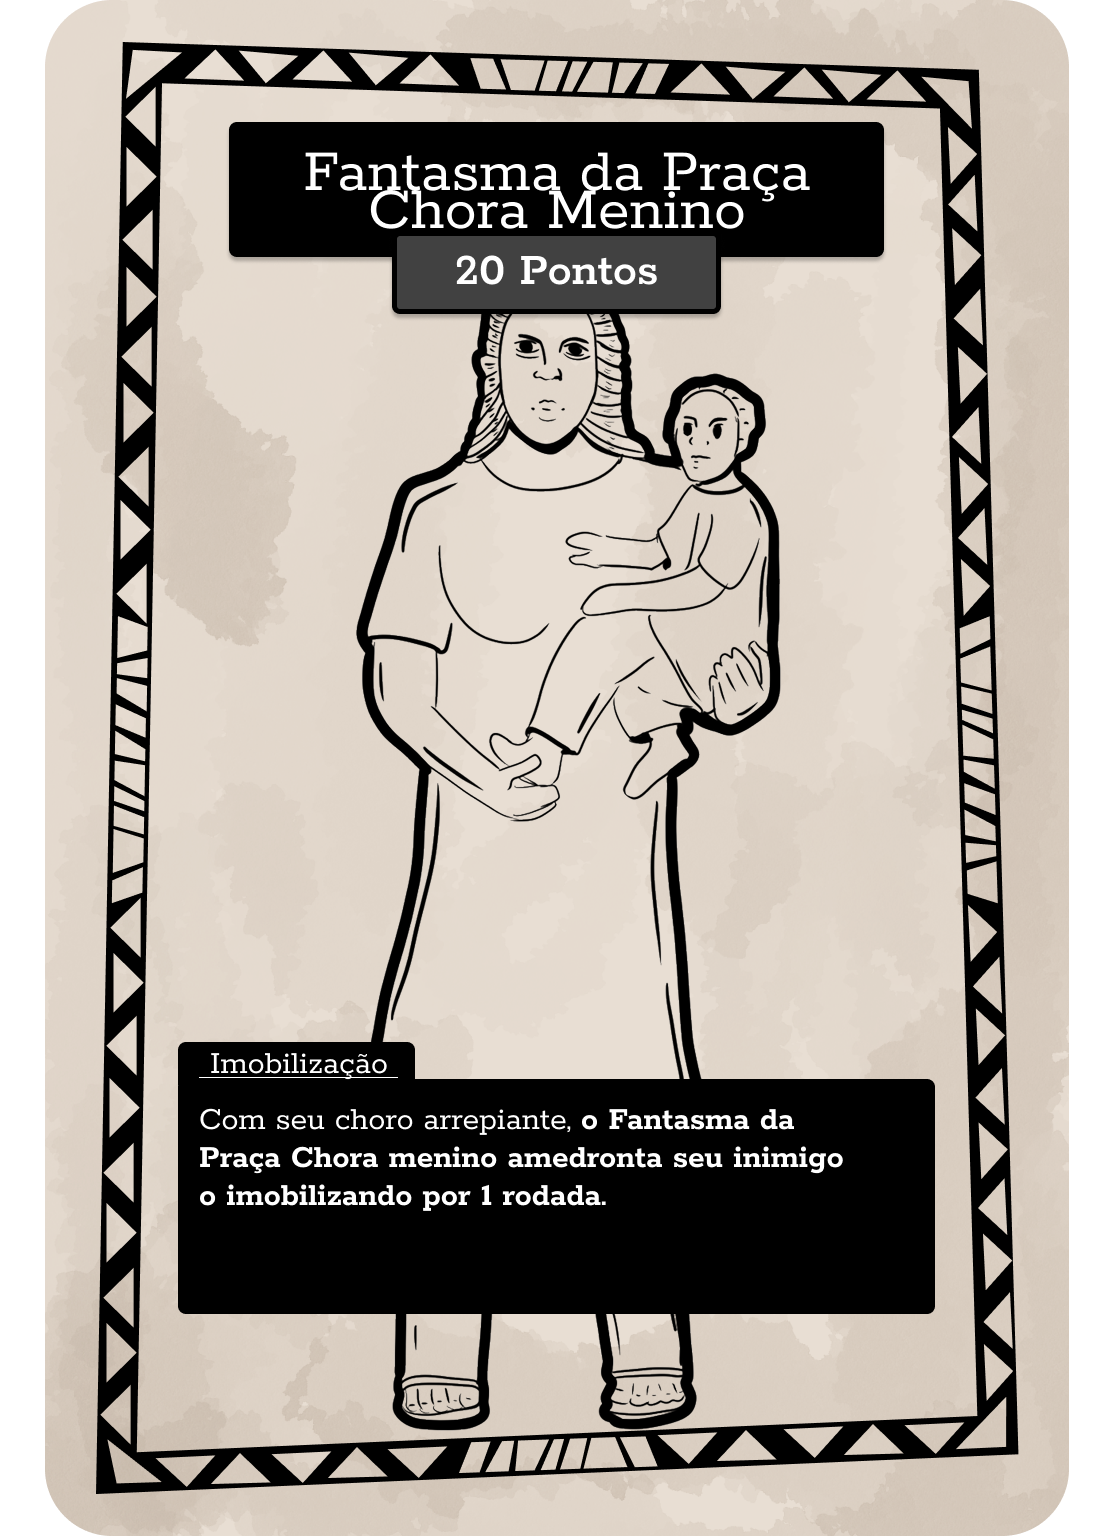 Fantasma da Praça
Chora Menino
20 Pontos
Imobilização
Com seu choro arrepiante, o Fantasma da
Praça Chora menino amedronta seu inimigo
o imobilizando por 1 rodada.